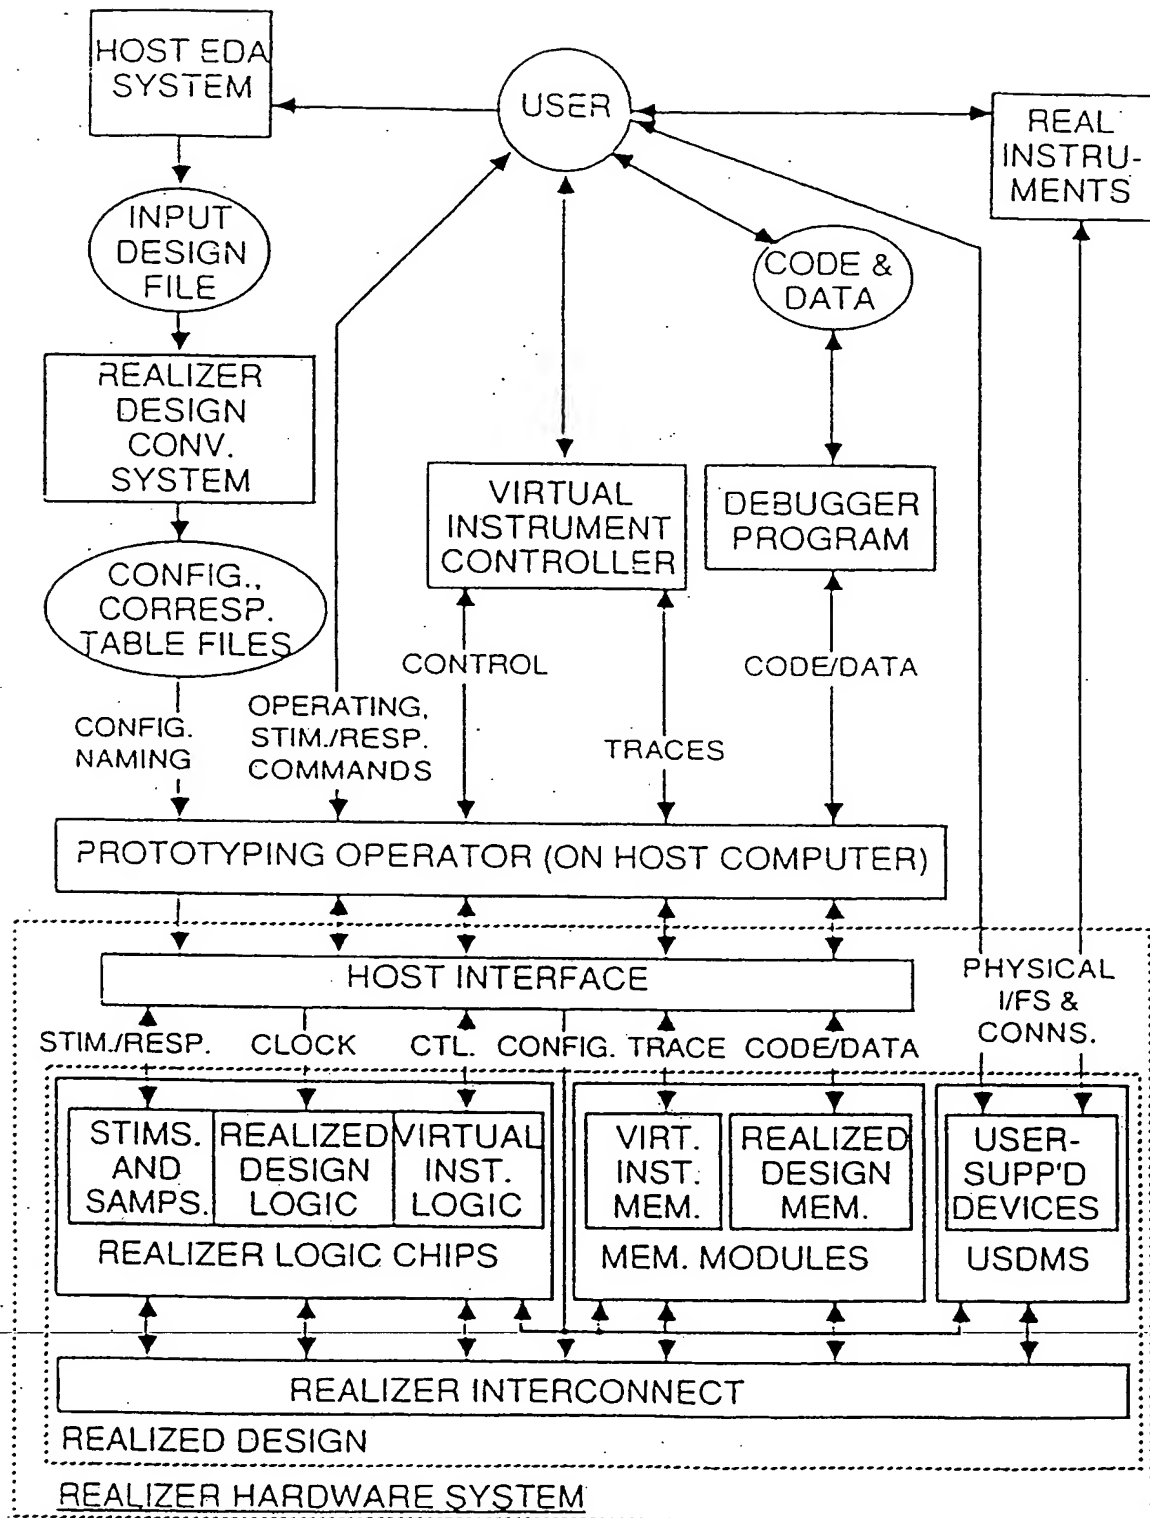 HOST EDA
SYSTEM
USER
REAL
INSTRU-
MENTS
INPUT
DESIGN
FILE
CODE &
DATA
REALIZER
DESIGN
CONV.
SYSTEM
VIRTUAL
INSTRUMENT
CONTROLLER
DEBUGGER
PROGRAM
CONFIG.,
CORRESP.
TABLE FILES
CONFIG.
NAMING
OPERATING,
STIM./RESP.
COMMANDS
CONTROL
TRACES
CODE/DATA
PROTOTYPING OPERATOR (ON HOST COMPUTER)
HOST INTERFACE
PHYSICAL
I/FS &
CONNS.
STIM./RESP.
CLOCK
CTL.
CONFIG.
TRACE
CODE/DATA
STIMS.
AND
SAMPS.
REALIZED
DESIGN
LOGIC
VIRTUAL
INST.
LOGIC
REALIZER LOGIC CHIPS
VIRT.
INST.
MEM.
REALIZED
DESIGN
MEM.
MEM. MODULES
USER-
SUPP'D
DEVICES
USDMS
REALIZER INTERCONNECT
REALIZED DESIGN
REALIZER HARDWARE SYSTEM